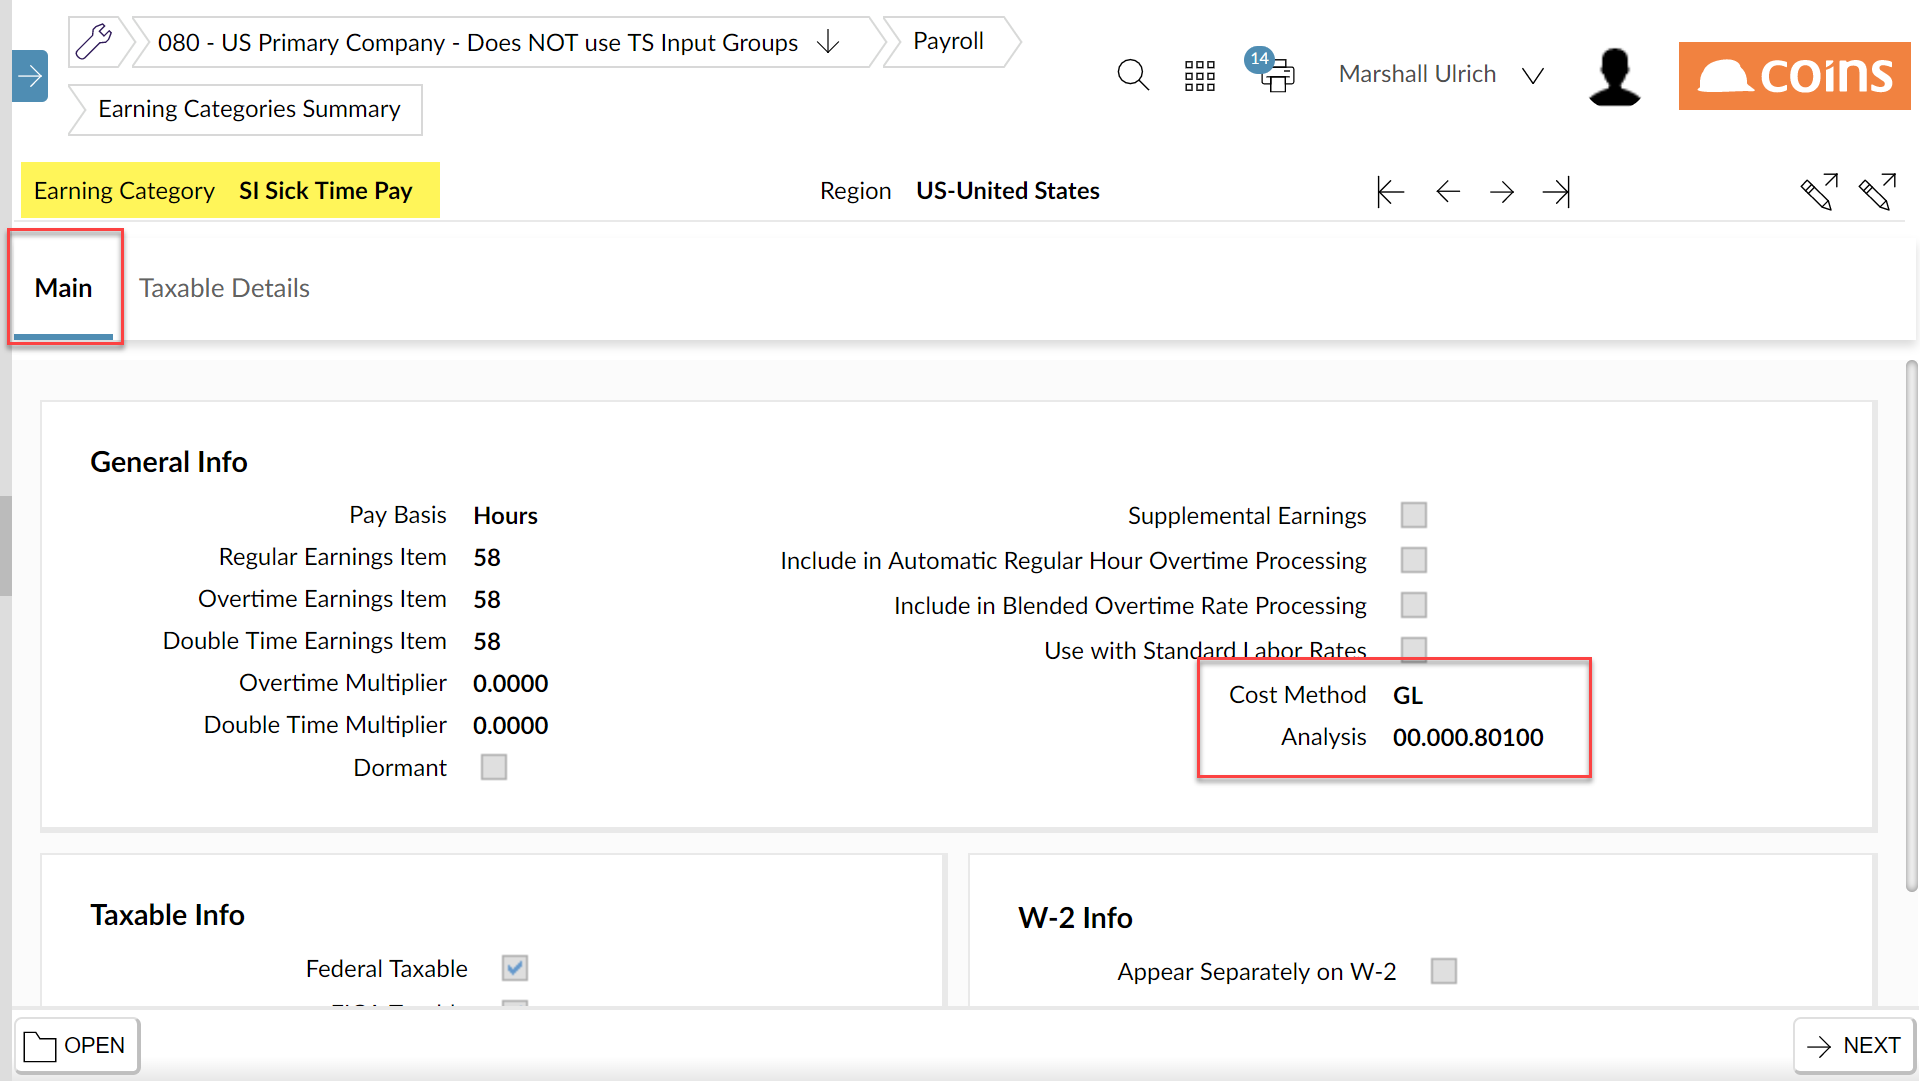 080 - US Primary Company - Does NOT use TS Input Groups
Payroll
Earning Categories Summary
14
Marshall Ulrich
coins
Earning Category SI Sick Time Pay
Region US-United States
Main
Taxable Details
General Info
Pay Basis Hours
Regular Earnings Item 58
Overtime Earnings Item 58
Double Time Earnings Item 58
Overtime Multiplier 0.0000
Double Time Multiplier 0.0000
Dormant
Supplemental Earnings
Include in Automatic Regular Hour Overtime Processing
Include in Blended Overtime Rate Processing
Use with Standard Labor Rates
Cost Method GL
Analysis 00.000.80100
Taxable Info
Federal Taxable
W-2 Info
Appear Separately on W-2
OPEN
NEXT